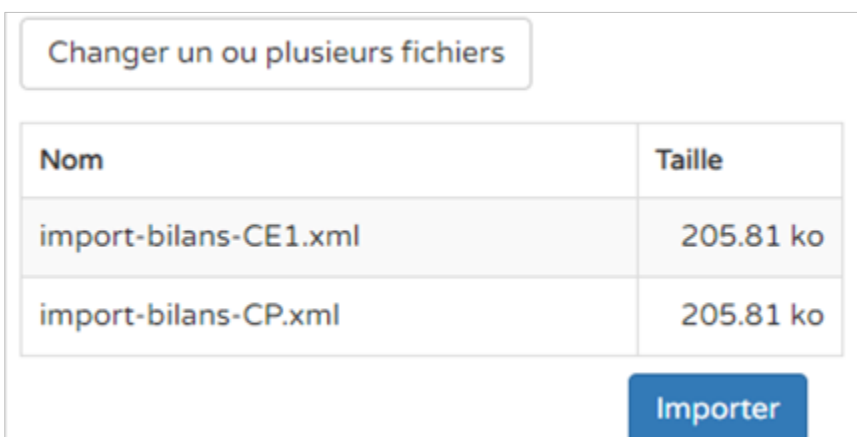 Changer un ou plusieurs fichiers
Nom Taille
import-bilans-CE1.xml 205.81 ko
import-bilans-CP.xml 205.81 ko
Importer